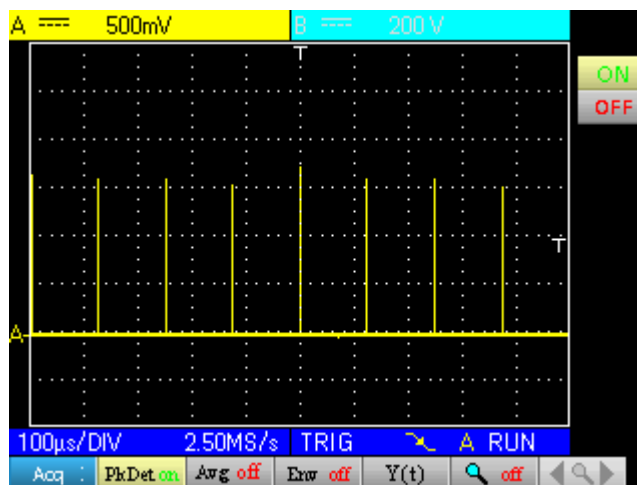 A 500mV B 200 V
T
ON
OFF
T
A
100µs/DIV 2.50MS/s TRIG A RUN
Acq : PkDet on Avg off Env off Y(t) off